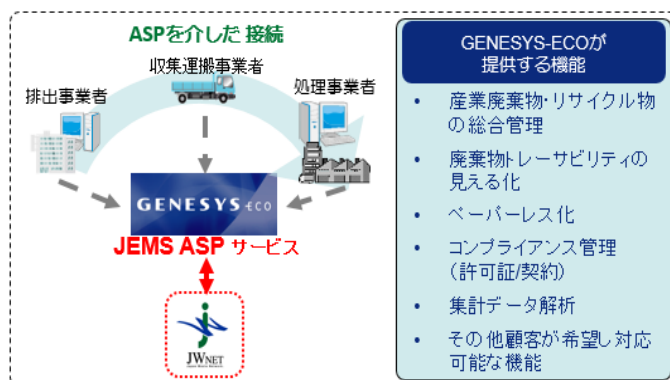 ASPを介した 接続
収集運搬事業者
排出事業者
処理事業者
GENESYS-ECO
JEMS ASP サービス
JWNET
GENESYS-ECOが
提供する機能
• 産業廃棄物・リサイクル物
の総合管理
• 廃棄物トレーサビリティの
見える化
• ペーパーレス化
• コンプライアンス管理
（許可証/契約）
• 集計データ解析
• その他顧客が希望し対応
可能な機能